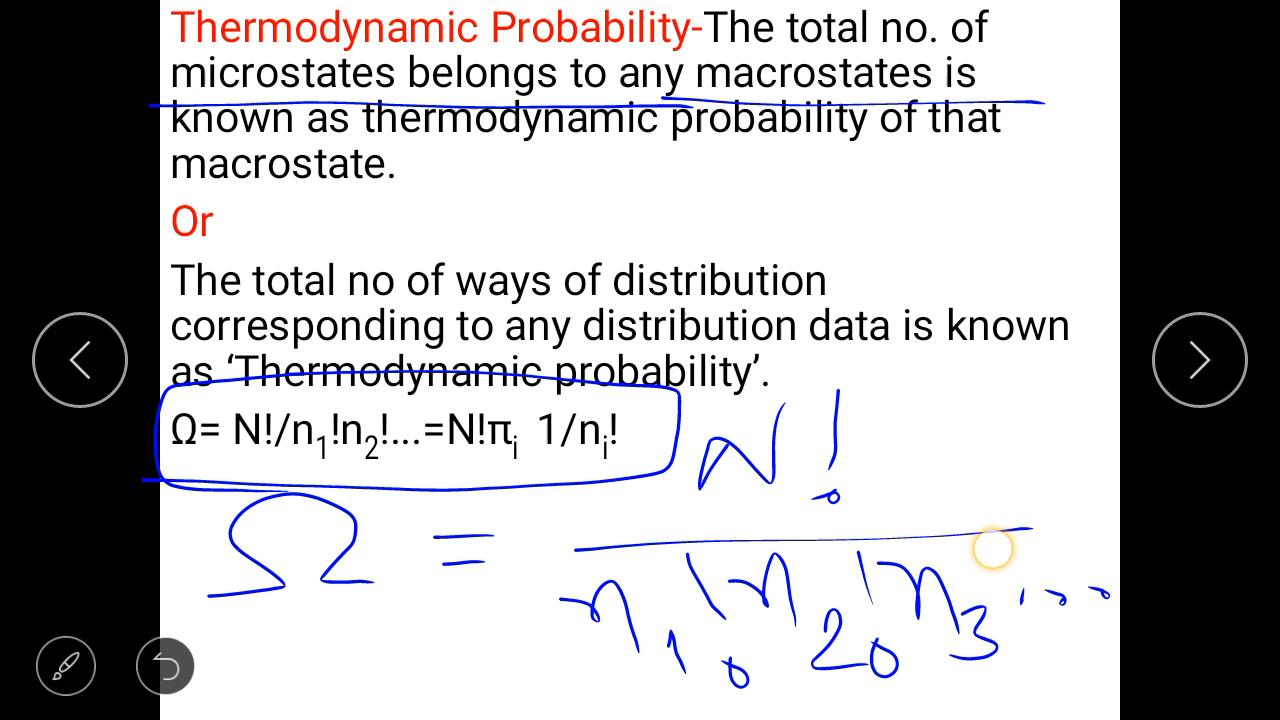 Thermodynamic Probability-The total no. of
microstates belongs to any macrostates is
known as thermodynamic probability of that
macrostate.
Or
The total no of ways of distribution
corresponding to any distribution data is known
as ‘Thermodynamic probability’.
Ω= N!/n₁!n₂!...=N!πᵢ 1/nᵢ!
N!
Ω =
n₁!n₂!n₃...